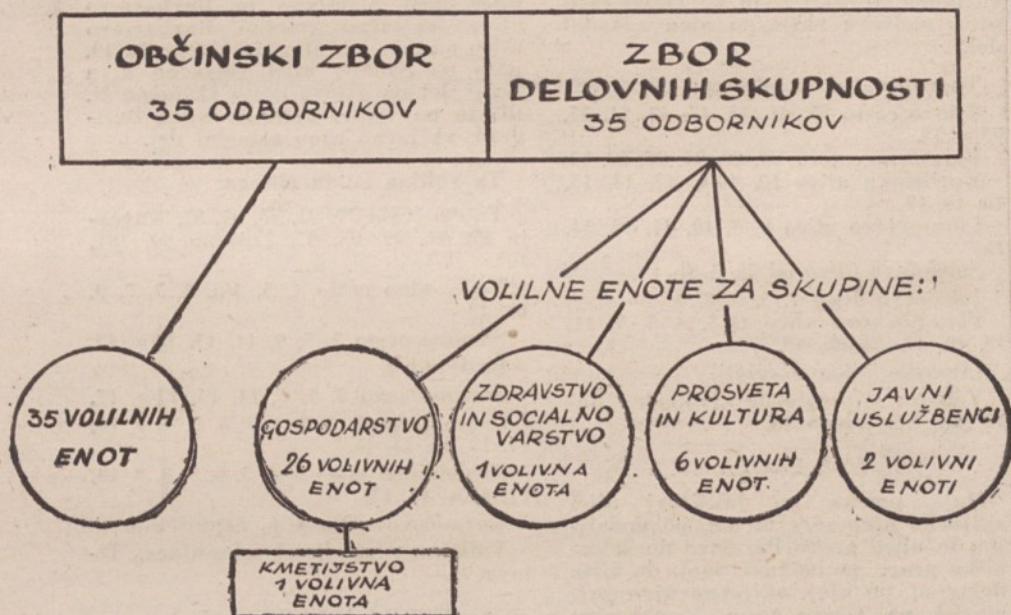 OBČINSKI ZBOR
35 ODBORNIKOV
ZBOR
DELOVNIH SKUPNOSTI
35 ODBORNIKOV
VOLILNE ENOTE ZA SKUPINE:
35 VOLILNIH
ENOT
GOSPODARSTVO
26 VOLIVNIH
ENOT
KMETIJSTVO
1 VOLIVNA
ENOTA
ZDRAVSTVO
IN SOCIALNO
VARSTVO
1 VOLIVNA
ENOTA
PROSVETA
IN KULTURA
6 VOLIVNIH
ENOT.
JAVNI
USLUŽBENCI
2 VOLIVNI
ENOTI